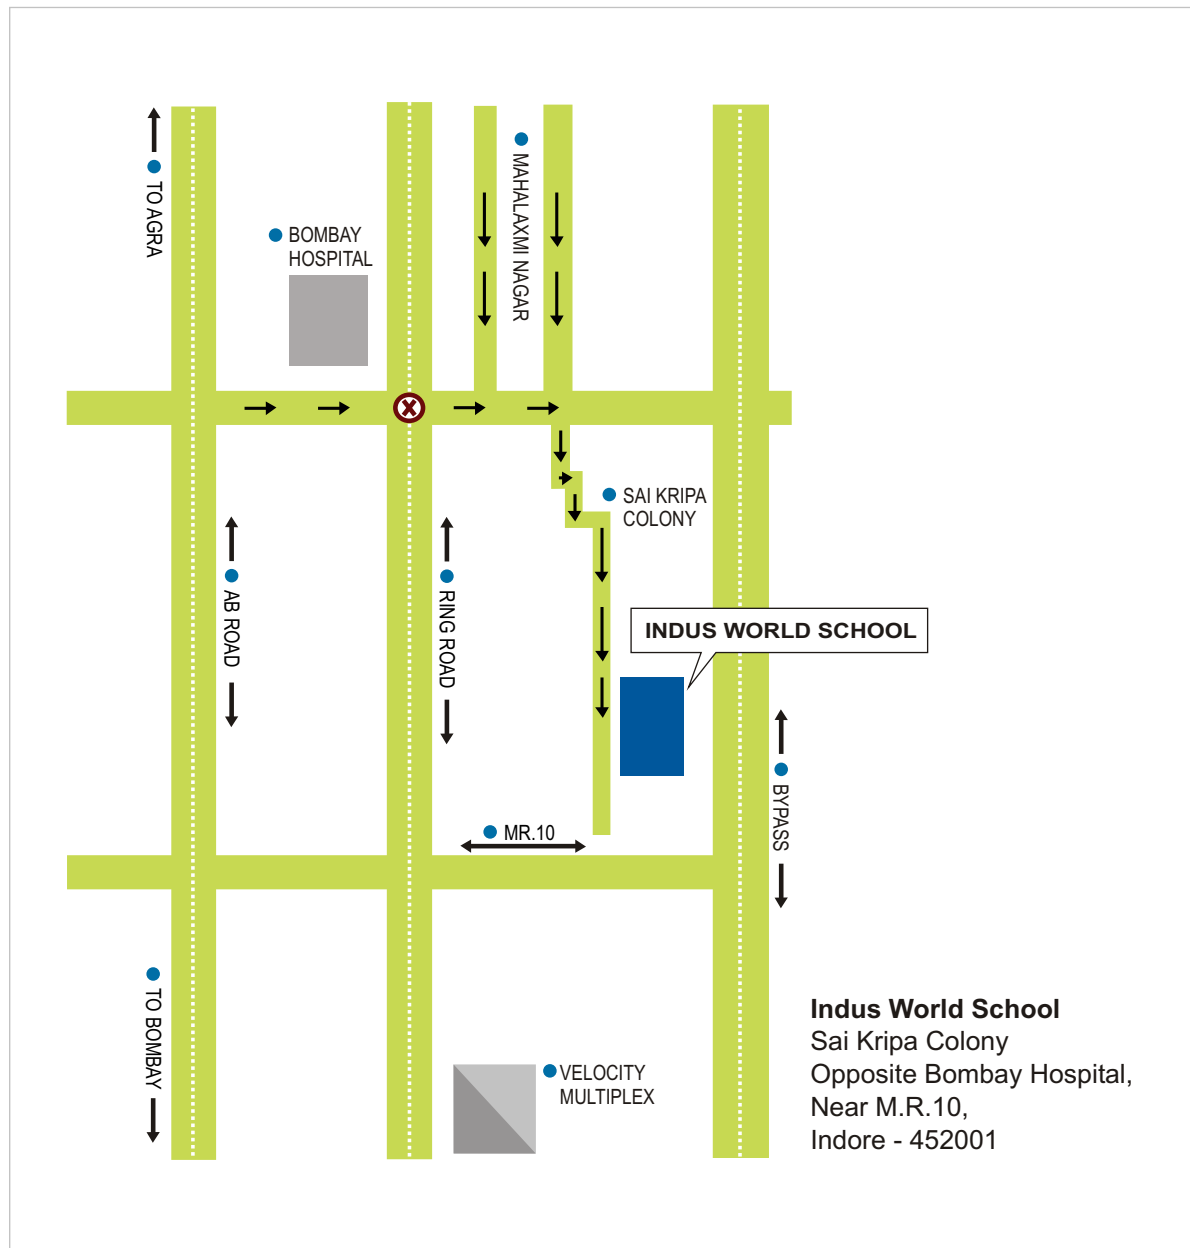 TO AGRA
MAHALAXMI NAGAR
BOMBAY
HOSPITAL
X
SAI KRIPA
COLONY
AB ROAD
RING ROAD
INDUS WORLD SCHOOL
BYPASS
MR.10
TO BOMBAY
VELOCITY
MULTIPLEX
Indus World School
Sai Kripa Colony
Opposite Bombay Hospital,
Near M.R.10,
Indore - 452001